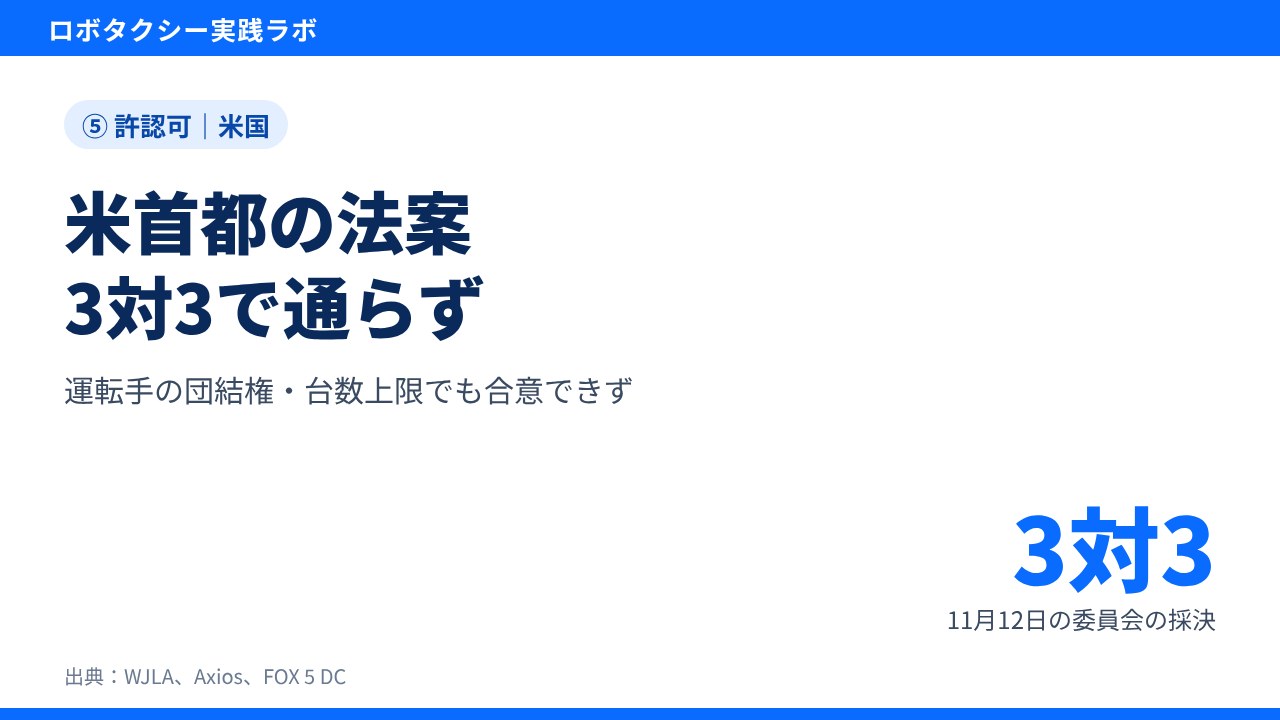 ロボタクシー実践ラボ
⑤ 許認可｜米国
米首都の法案
3対3で通らず
運転手の団結権・台数上限でも合意できず
3対3
11月12日の委員会の採決
出典：WJLA、Axios、FOX 5 DC